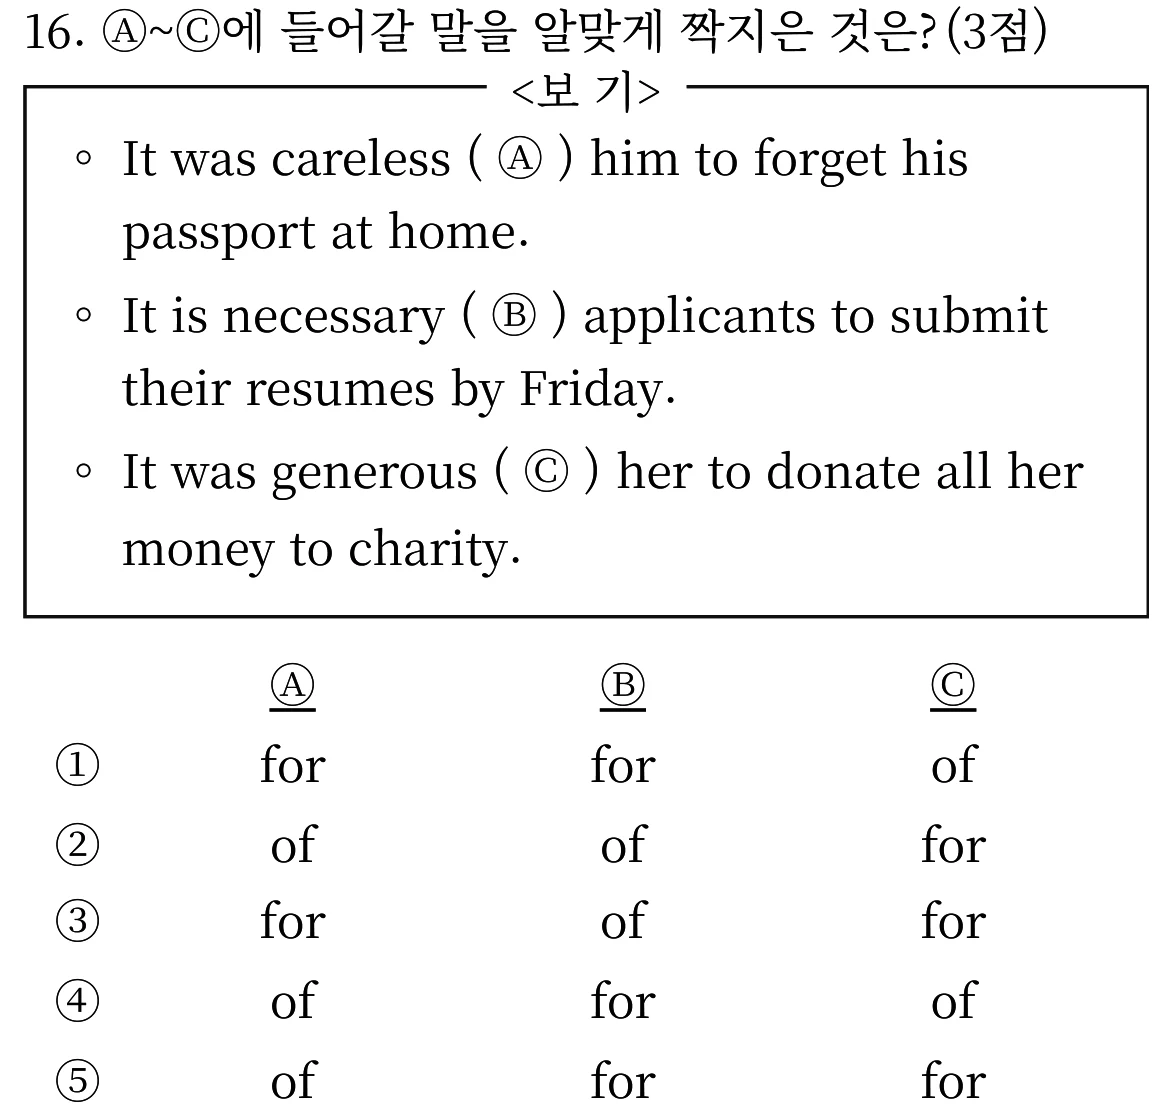 16. Ⓐ~Ⓒ에 들어갈 말을 알맞게 짝지은 것은?(3점)
<보 기>
◦ It was careless ( Ⓐ ) him to forget his
passport at home.
◦ It is necessary ( Ⓑ ) applicants to submit
their resumes by Friday.
◦ It was generous ( Ⓒ ) her to donate all her
money to charity.
Ⓐ Ⓑ Ⓒ
① for for of
② of of for
③ for of for
④ of for of
⑤ of for for